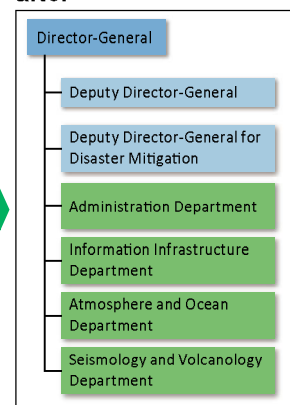 Director-General
Deputy Director-General
Deputy Director-General for
Disaster Mitigation
Administration Department
Information Infrastructure
Department
Atmosphere and Ocean
Department
Seismology and Volcanology
Department